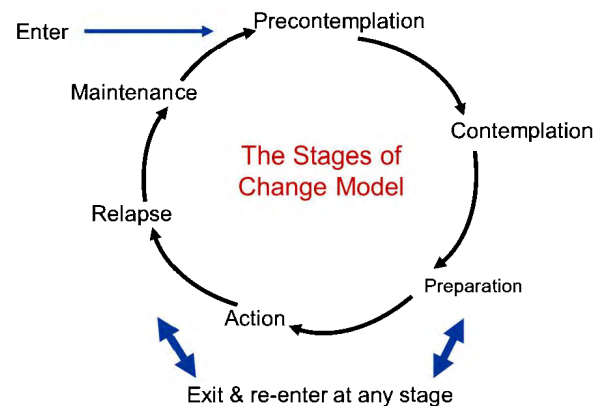 Enter
Precontemplation
Maintenance
Contemplation
The Stages of
Change Model
Relapse
Preparation
Action
Exit & re-enter at any stage